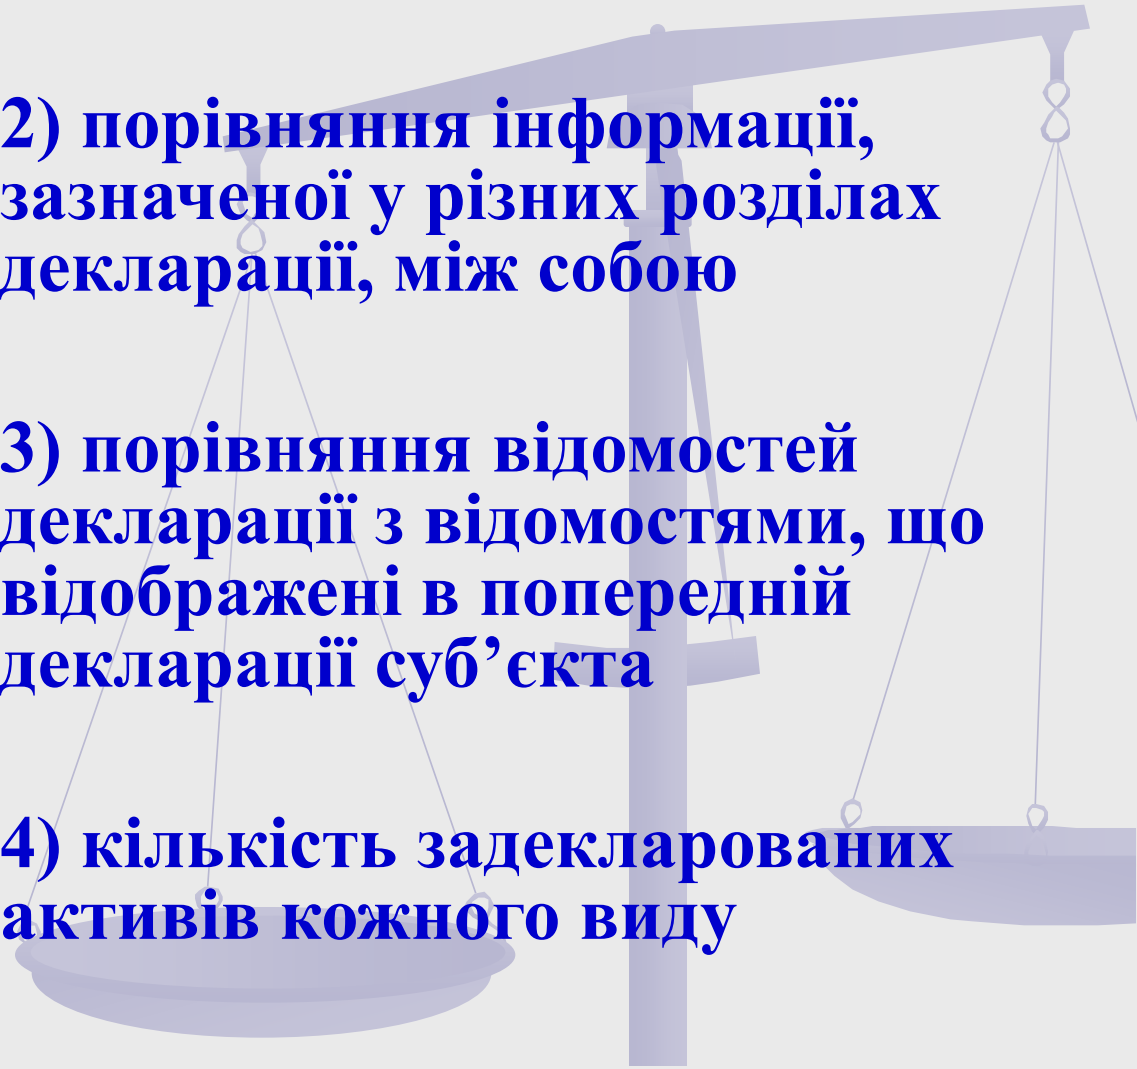 2) порівняння інформації,
зазначеної у різних розділах
декларації, між собою
3) порівняння відомостей
декларації з відомостями, що
відображені в попередній
декларації суб’єкта
4) кількість задекларованих
активів кожного виду